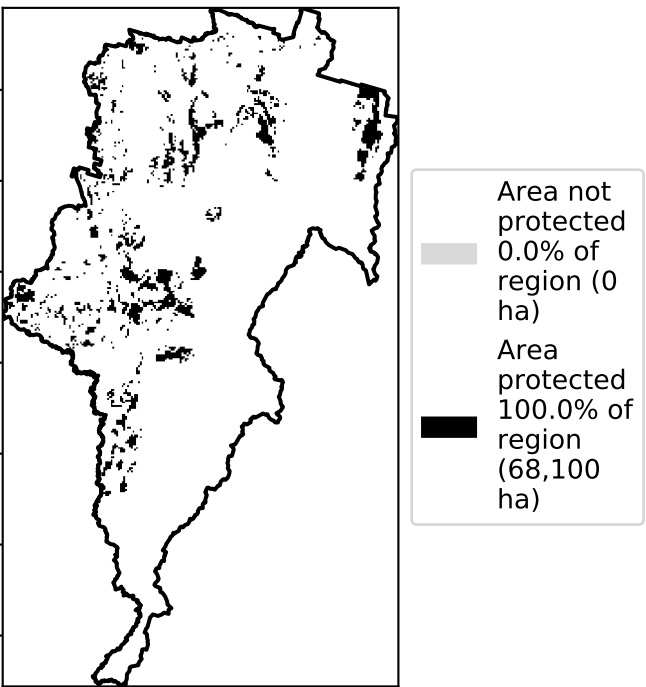 Area not
protected
0.0% of
region (0
ha)
Area
protected
100.0% of
region
(68,100
ha)